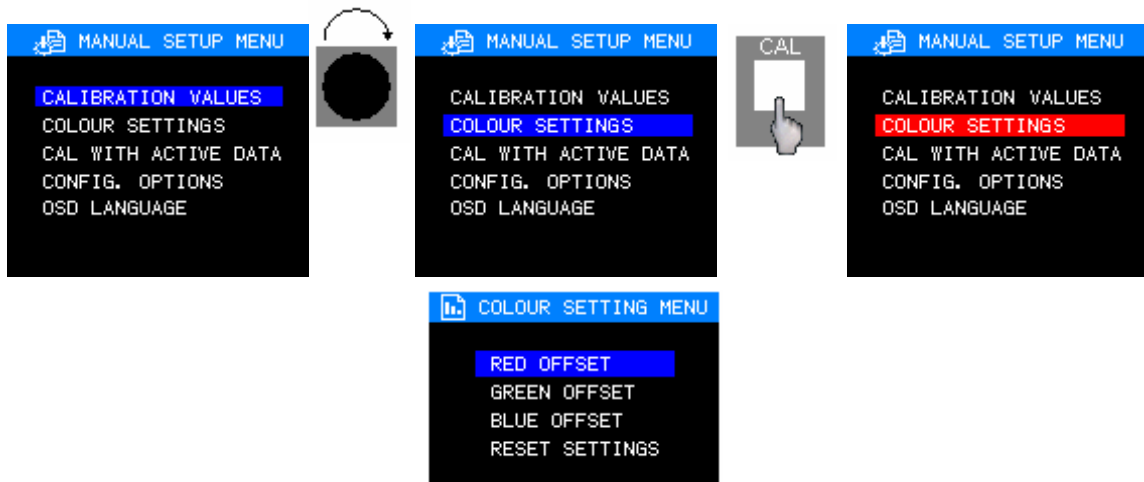 MANUAL SETUP MENU
CALIBRATION VALUES
COLOUR SETTINGS
CAL WITH ACTIVE DATA
CONFIG. OPTIONS
OSD LANGUAGE
MANUAL SETUP MENU
CALIBRATION VALUES
COLOUR SETTINGS
CAL WITH ACTIVE DATA
CONFIG. OPTIONS
OSD LANGUAGE
CAL
MANUAL SETUP MENU
CALIBRATION VALUES
COLOUR SETTINGS
CAL WITH ACTIVE DATA
CONFIG. OPTIONS
OSD LANGUAGE
COLOUR SETTING MENU
RED OFFSET
GREEN OFFSET
BLUE OFFSET
RESET SETTINGS